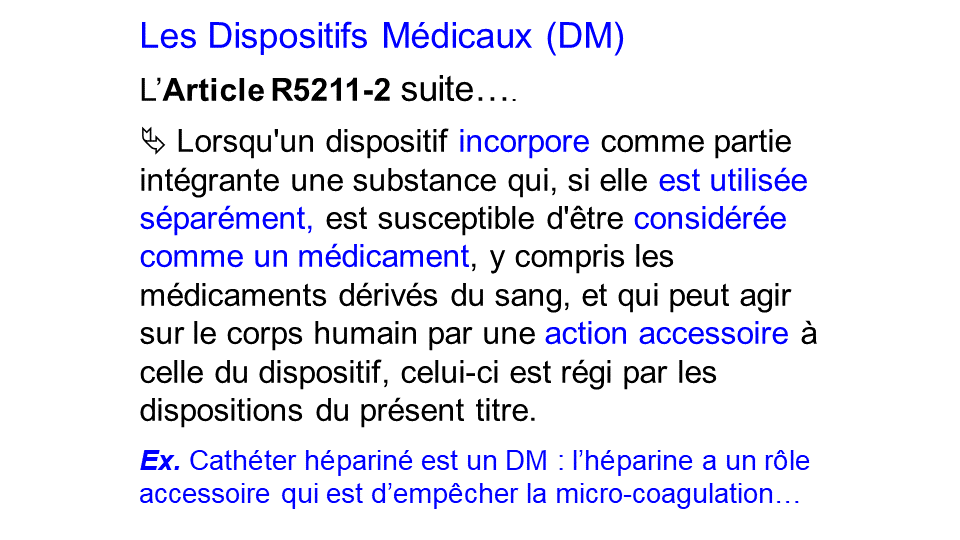 Les Dispositifs Médicaux (DM)
L’Article R5211-2 suite….
⮱ Lorsqu'un dispositif incorpore comme partie
intégrante une substance qui, si elle est utilisée
séparément, est susceptible d'être considérée
comme un médicament, y compris les
médicaments dérivés du sang, et qui peut agir
sur le corps humain par une action accessoire à
celle du dispositif, celui-ci est régi par les
dispositions du présent titre.
Ex. Cathéter hépariné est un DM : l’héparine a un rôle
accessoire qui est d’empêcher la micro-coagulation…